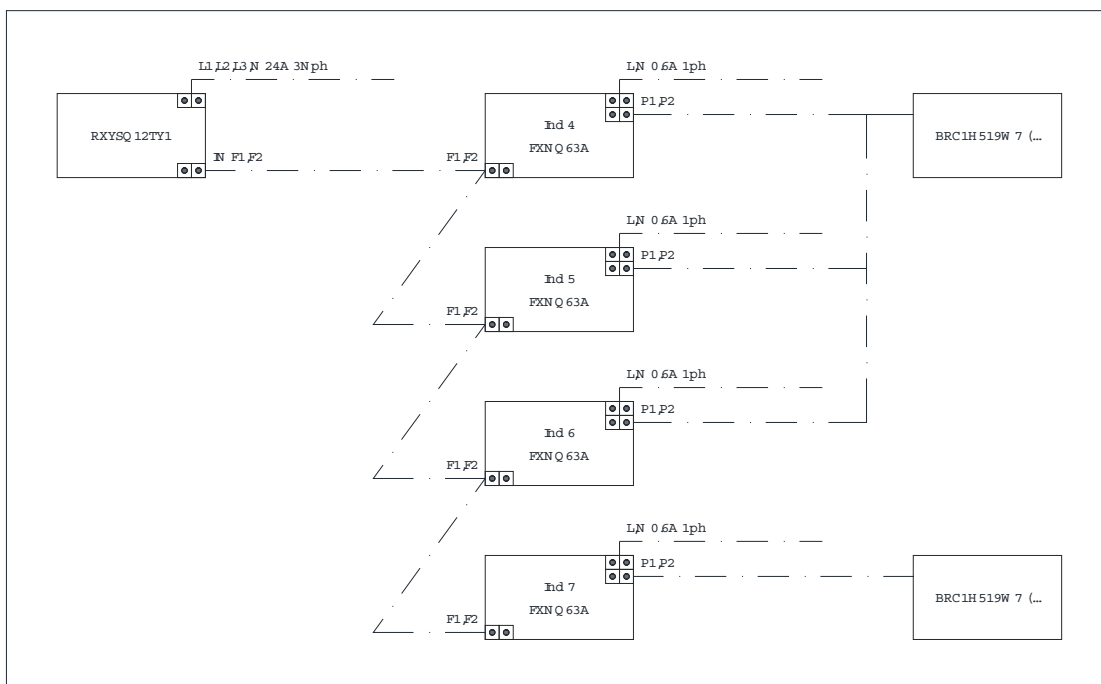 L1,L2,L3,N 24A 3Nph
RXYSQ12TY1
IN F1,F2
L,N 0.6A 1ph
P1,P2
Ind 4
FXNQ63A
F1,F2
BRC1H519W7 (...
L,N 0.6A 1ph
P1,P2
Ind 5
FXNQ63A
F1,F2
L,N 0.6A 1ph
P1,P2
Ind 6
FXNQ63A
F1,F2
L,N 0.6A 1ph
P1,P2
Ind 7
FXNQ63A
F1,F2
BRC1H519W7 (...